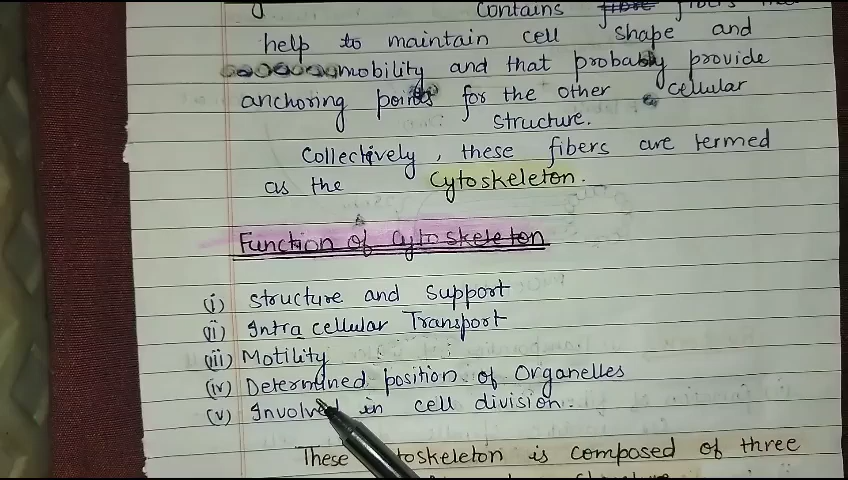 Contains fibers
help to maintain cell shape and
mobility and that probably provide
anchoring points for the other cellular
structure.
Collectively, these fibers are termed
as the Cytoskeleton.
Function of Cytoskeleton
(i) Structure and Support
(ii) Intra cellular Transport
(iii) Motility
(iv) Determined position of Organelles
(v) Involved in cell division.
These Cytoskeleton is composed of three